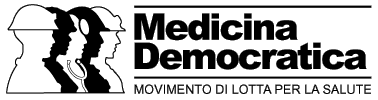 Medicina
Democratica
MOVIMENTO DI LOTTA PER LA SALUTE